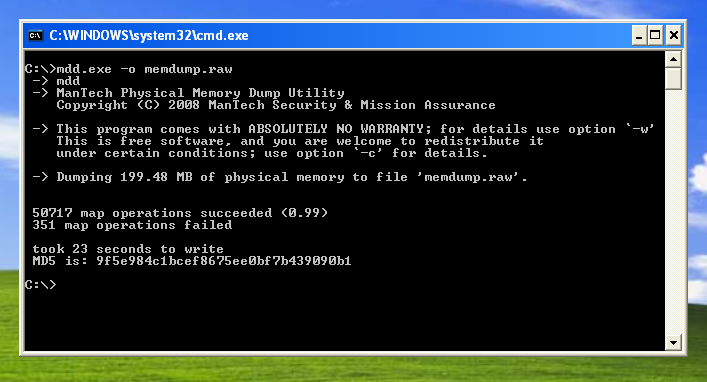 C:\WINDOWS\system32\cmd.exe
C:\>mdd.exe -o memdump.raw
-> mdd
-> ManTech Physical Memory Dump Utility
Copyright (C) 2008 ManTech Security & Mission Assurance
-> This program comes with ABSOLUTELY NO WARRANTY; for details use option `-w'
This is free software, and you are welcome to redistribute it
under certain conditions; use option `-c' for details.
-> Dumping 199.48 MB of physical memory to file 'memdump.raw'.
50717 map operations succeeded (0.99)
351 map operations failed
took 23 seconds to write
MD5 is: 9f5e984c1bcef8675ee0bf7b439090b1
C:\>